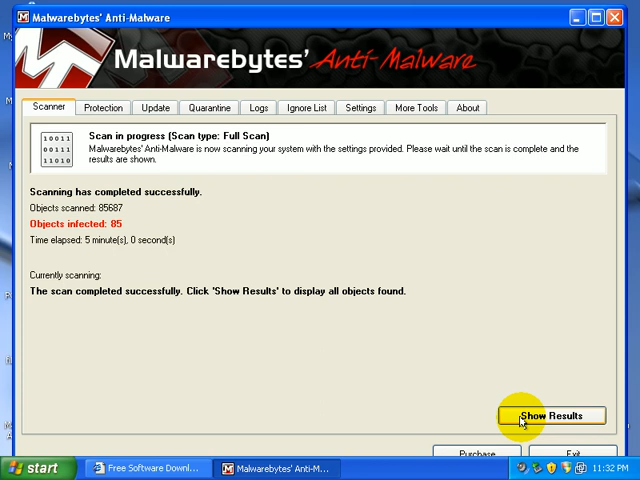 Malwarebytes' Anti-Malware
Malwarebytes' Anti-Malware
Scanner Protection Update Quarantine Logs Ignore List Settings More Tools About
10011
00111
11010
Scan in progress (Scan type: Full Scan)
Malwarebytes' Anti-Malware is now scanning your system with the settings provided. Please wait until the scan is complete and the
results are shown.
Scanning has completed successfully.
Objects scanned: 85687
Objects infected: 85
Time elapsed: 5 minute(s), 0 second(s)
Currently scanning:
The scan completed successfully. Click 'Show Results' to display all objects found.
Show Results
Purchase Exit
start Free Software Downl... Malwarebytes' Anti-M... 11:32 PM